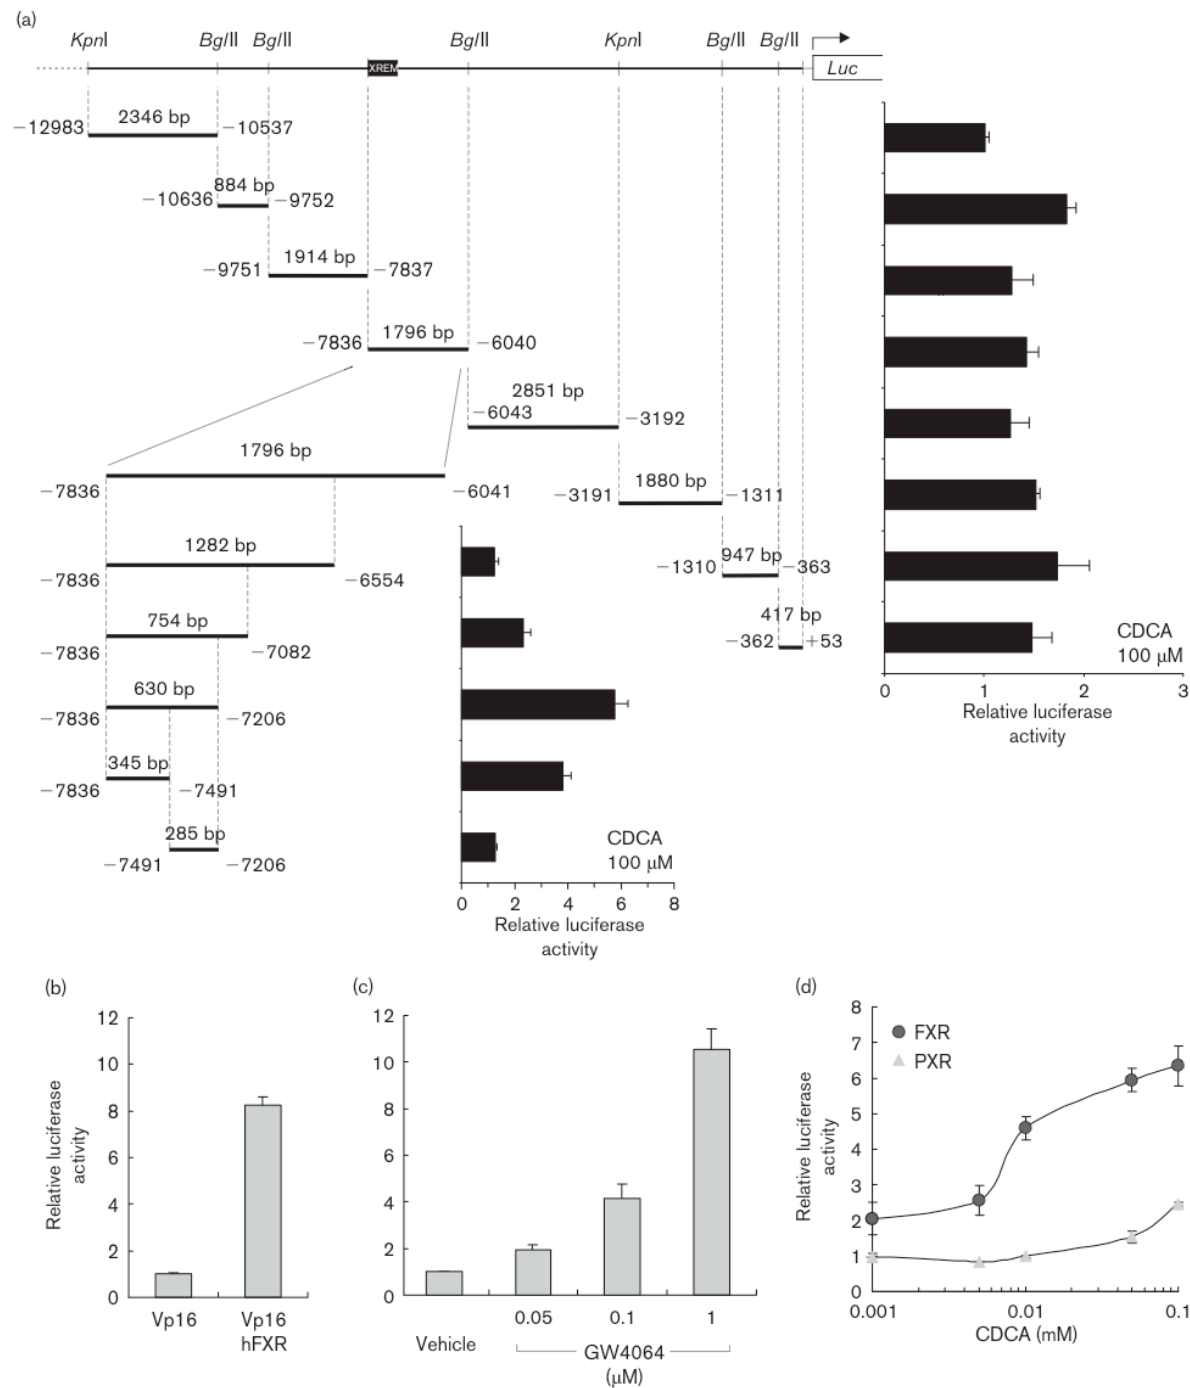 (a)
KpnI BglII BglII BglII KpnI BglII BglII
XREM
Luc
2346 bp
−12983 −10537
884 bp
−10636 −9752
1914 bp
−9751 −7837
1796 bp
−7836 −6040
2851 bp
−6043 −3192
1796 bp
−7836 −6041
1880 bp
−3191 −1311
1282 bp
−7836 −6554
947 bp
−1310 −363
417 bp
−362 +53
754 bp
−7836 −7082
630 bp
−7836 −7206
345 bp
−7836 −7491
285 bp
−7491 −7206
CDCA
100 μM
0 1 2 3
Relative luciferase
activity
CDCA
100 μM
0 2 4 6 8
Relative luciferase
activity
(b)
12
10
8
6
4
2
0
Relative luciferase
activity
Vp16 Vp16
hFXR
(c)
12
10
8
6
4
2
0
0.05 0.1 1
Vehicle
GW4064
(μM)
(d)
8
7
6
5
4
3
2
1
0
Relative luciferase
activity
FXR
PXR
0.001 0.01 0.1
CDCA (mM)